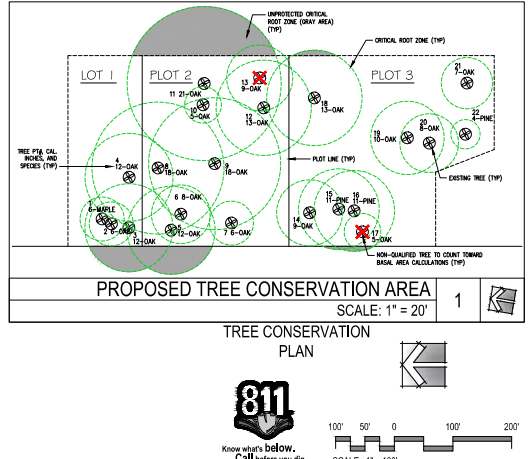 UNPROTECTED CRITICAL
ROOT ZONE (GRAY AREA)
(TYP)
CRITICAL ROOT ZONE (TYP)
LOT 1
PLOT 2
PLOT 3
13
9-OAK
21
7-OAK
11 21-OAK
10
5-OAK
18
13-OAK
12
13-OAK
22
4-PINE
20
8-OAK
19
10-OAK
TREE PT#, CAL.
INCHES, AND
SPECIES (TYP)
PLOT LINE (TYP)
4
12-OAK
8
18-OAK
9
18-OAK
EXISTING TREE (TYP)
1
6-MAPLE
2 6-OAK
3
12-OAK
6 8-OAK
5
12-OAK
7 6-OAK
14
9-OAK
15
11-PINE
16
11-PINE
17
5-OAK
NON-QUALIFIED TREE TO COUNT TOWARD
BASAL AREA CALCULATIONS (TYP)
PROPOSED TREE CONSERVATION AREA
SCALE: 1" = 20'
1
TREE CONSERVATION
PLAN
811
Know what's below.
Call before you dig.
100' 50' 0 100' 200'
SCALE: 1" = 100'